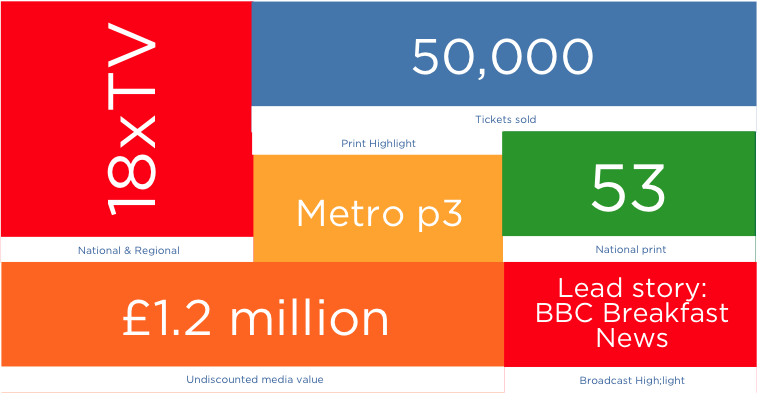 18xTV
National & Regional
50,000
Tickets sold
Print Highlight
Metro p3
53
National print
£1.2 million
Undiscounted media value
Lead story:
BBC Breakfast
News
Broadcast High;light